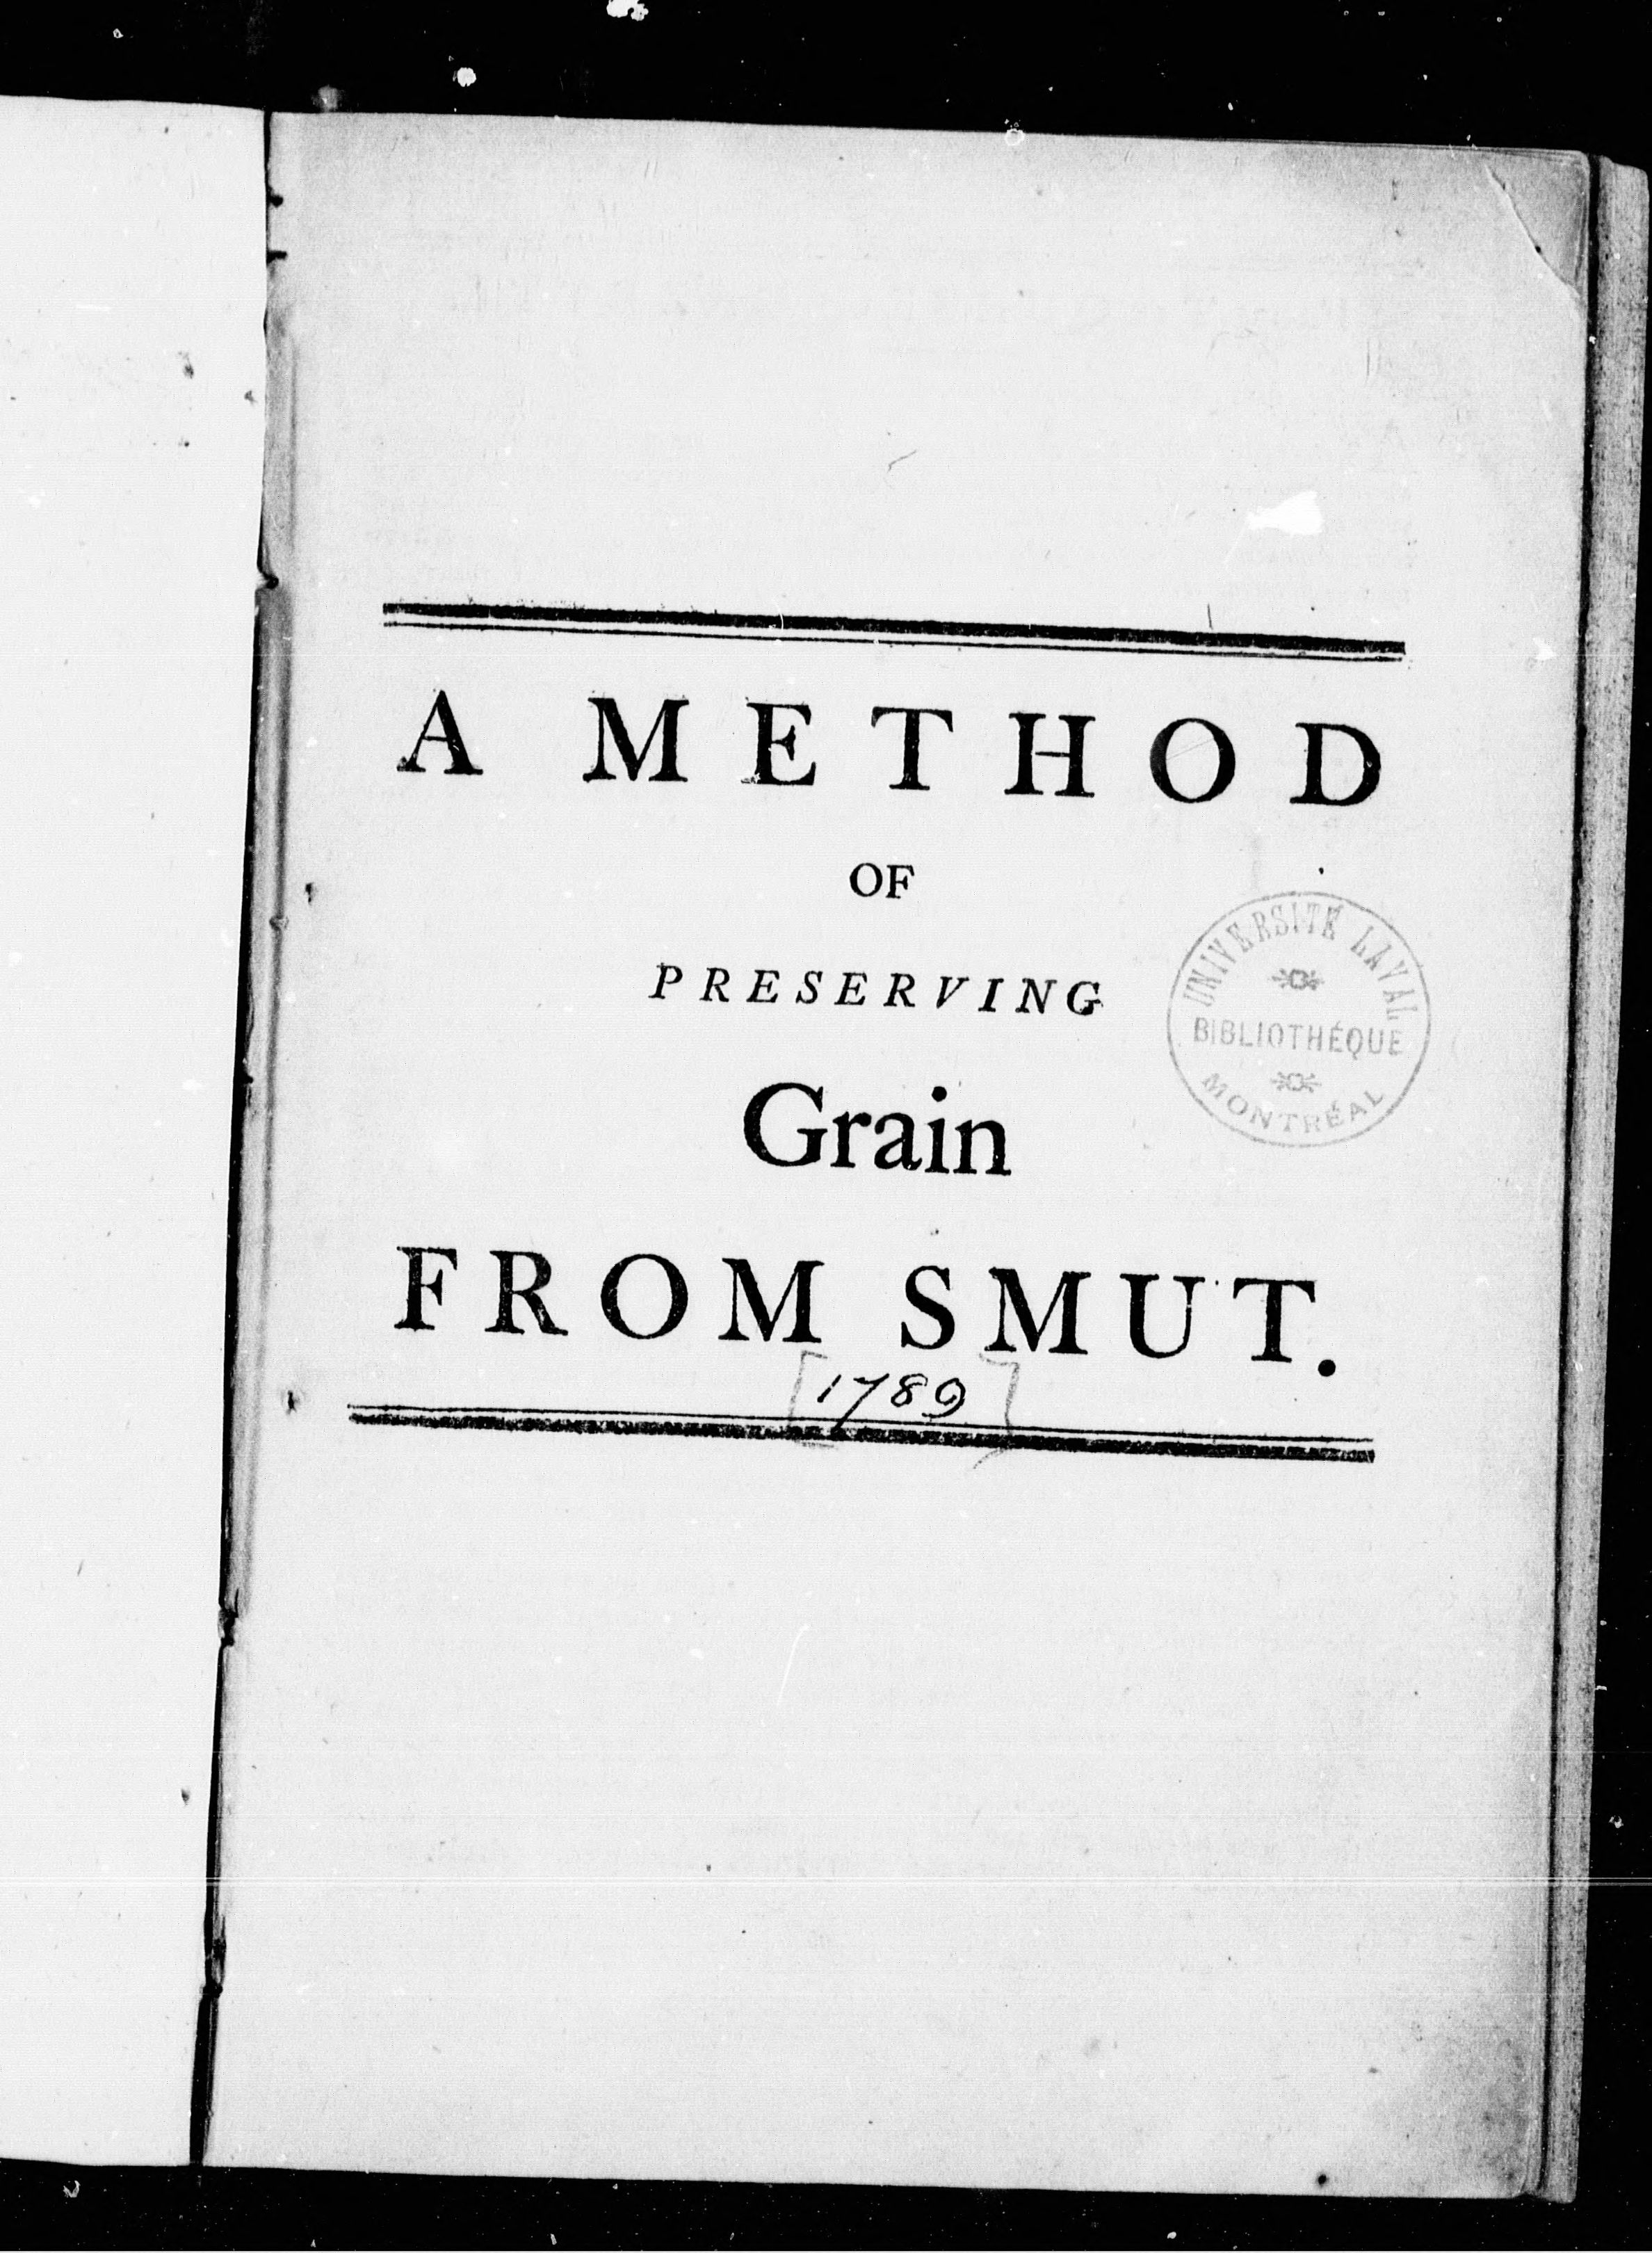 A METHOD
OF
PRESERVING
Grain
FROM SMUT.
[1789]
UNIVERSITÉ LAVAL
BIBLIOTHÉQUE
MONTRÉAL